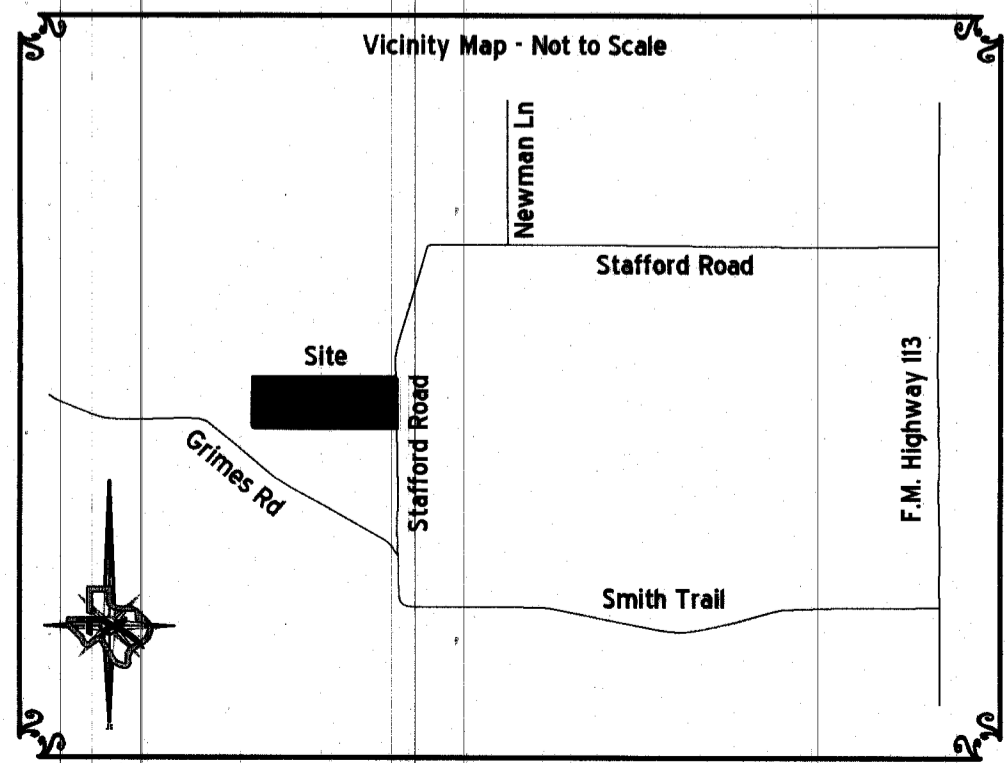 Vicinity Map - Not to Scale
Newman Ln
Stafford Road
Site
Stafford Road
F.M. Highway 113
Grimes Rd
Smith Trail